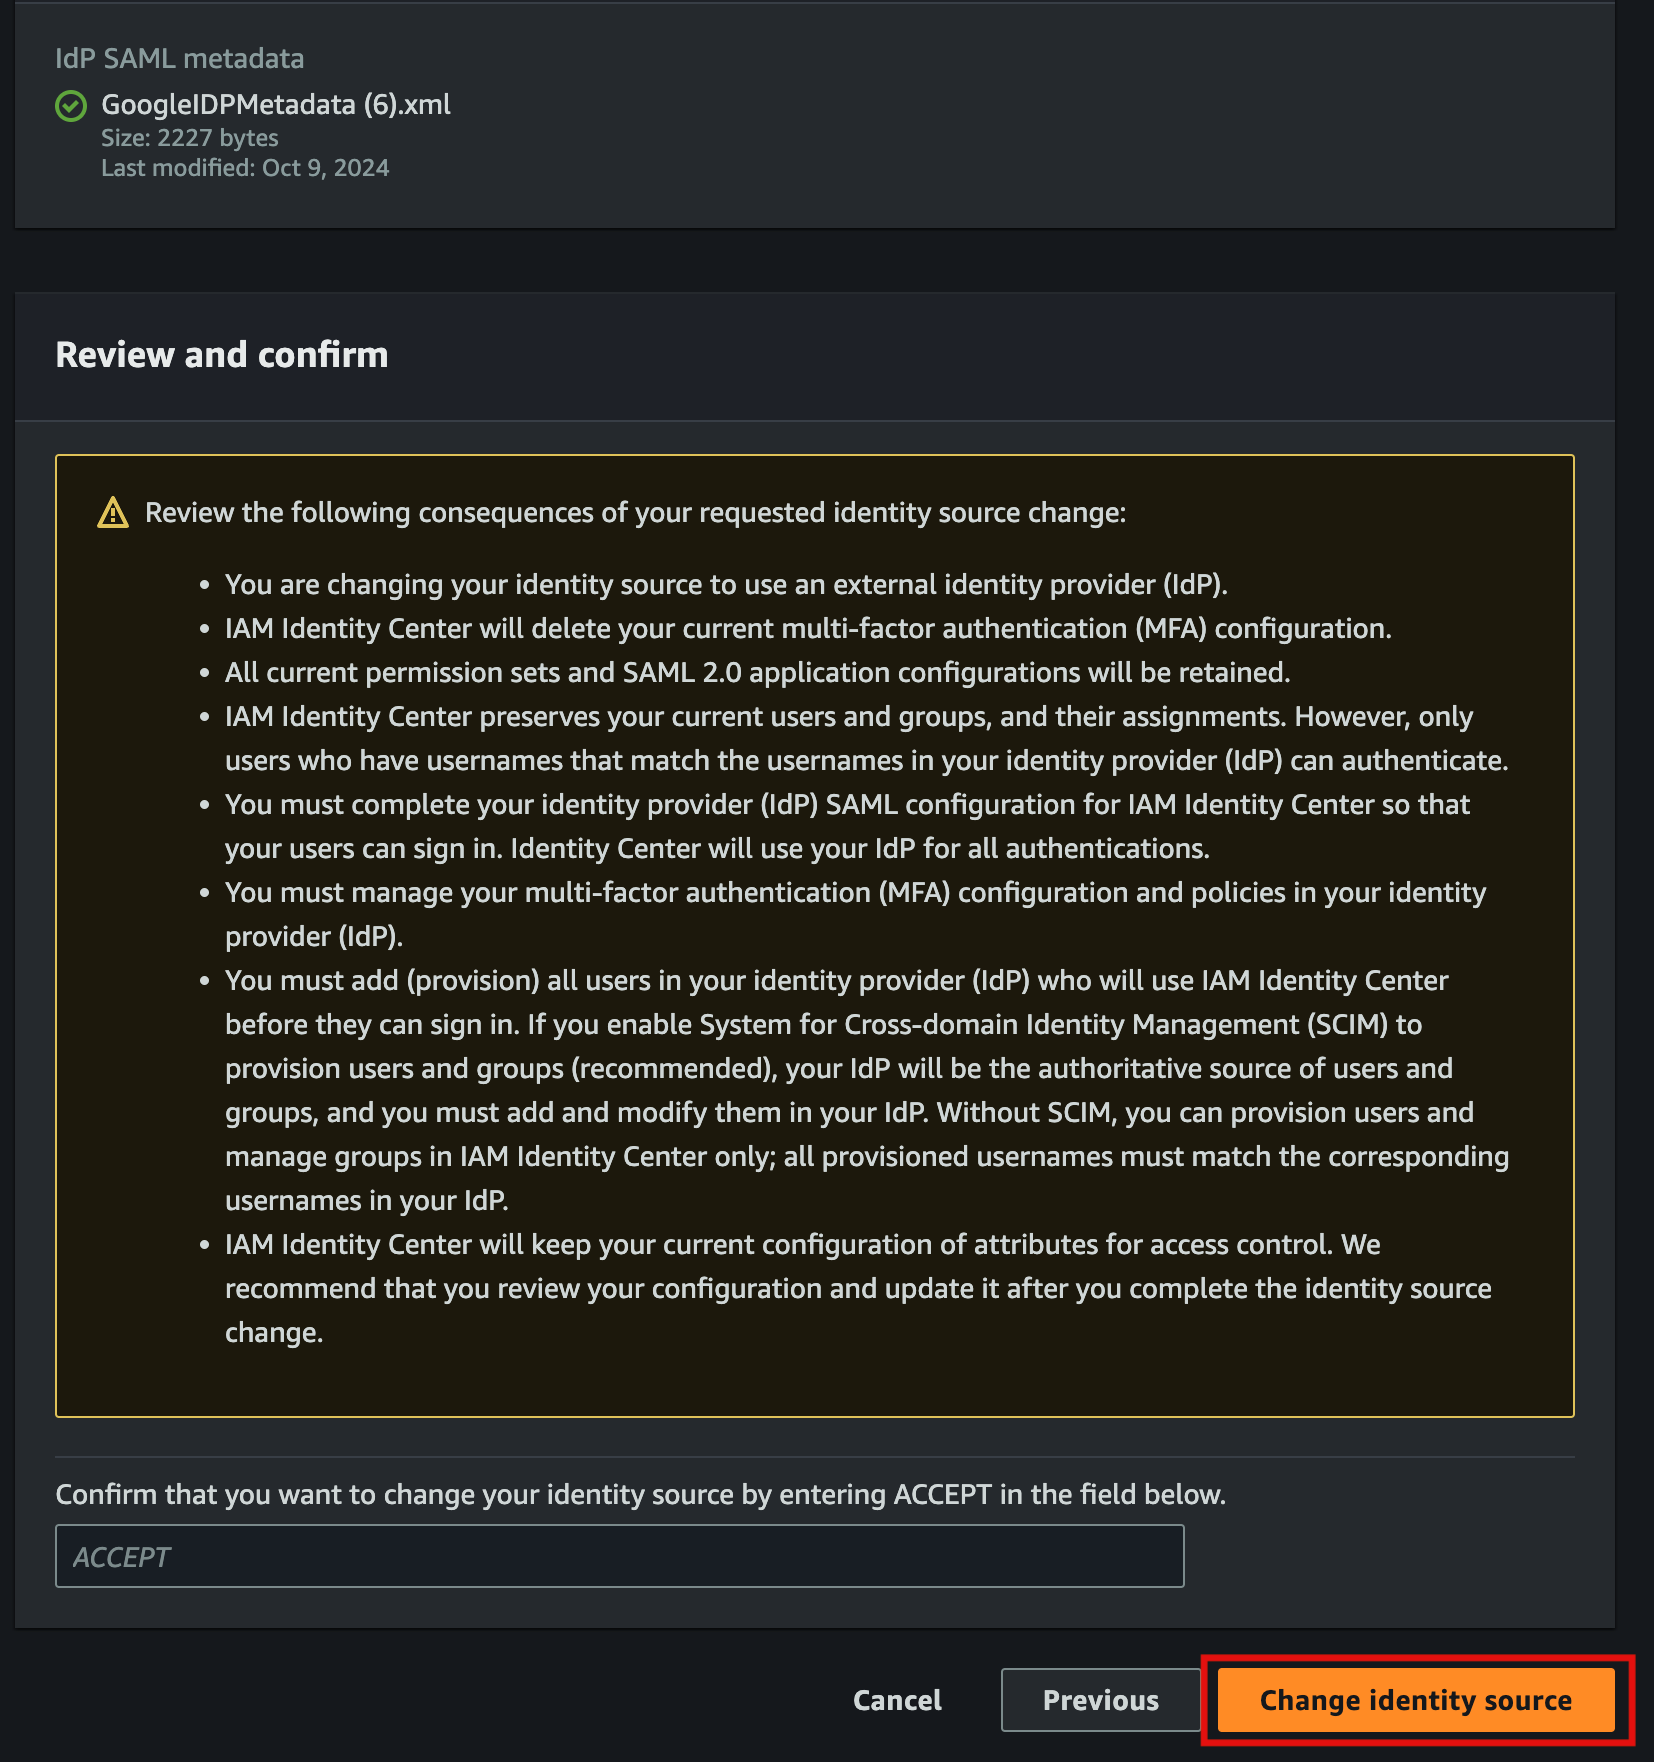 IdP SAML metadata
GoogleIDPMetadata (6).xml
Size: 2227 bytes
Last modified: Oct 9, 2024
Review and confirm
Review the following consequences of your requested identity source change:
• You are changing your identity source to use an external identity provider (IdP).
• IAM Identity Center will delete your current multi-factor authentication (MFA) configuration.
• All current permission sets and SAML 2.0 application configurations will be retained.
• IAM Identity Center preserves your current users and groups, and their assignments. However, only
users who have usernames that match the usernames in your identity provider (IdP) can authenticate.
• You must complete your identity provider (IdP) SAML configuration for IAM Identity Center so that
your users can sign in. Identity Center will use your IdP for all authentications.
• You must manage your multi-factor authentication (MFA) configuration and policies in your identity
provider (IdP).
• You must add (provision) all users in your identity provider (IdP) who will use IAM Identity Center
before they can sign in. If you enable System for Cross-domain Identity Management (SCIM) to
provision users and groups (recommended), your IdP will be the authoritative source of users and
groups, and you must add and modify them in your IdP. Without SCIM, you can provision users and
manage groups in IAM Identity Center only; all provisioned usernames must match the corresponding
usernames in your IdP.
• IAM Identity Center will keep your current configuration of attributes for access control. We
recommend that you review your configuration and update it after you complete the identity source
change.
Confirm that you want to change your identity source by entering ACCEPT in the field below.
ACCEPT
Cancel
Previous
Change identity source